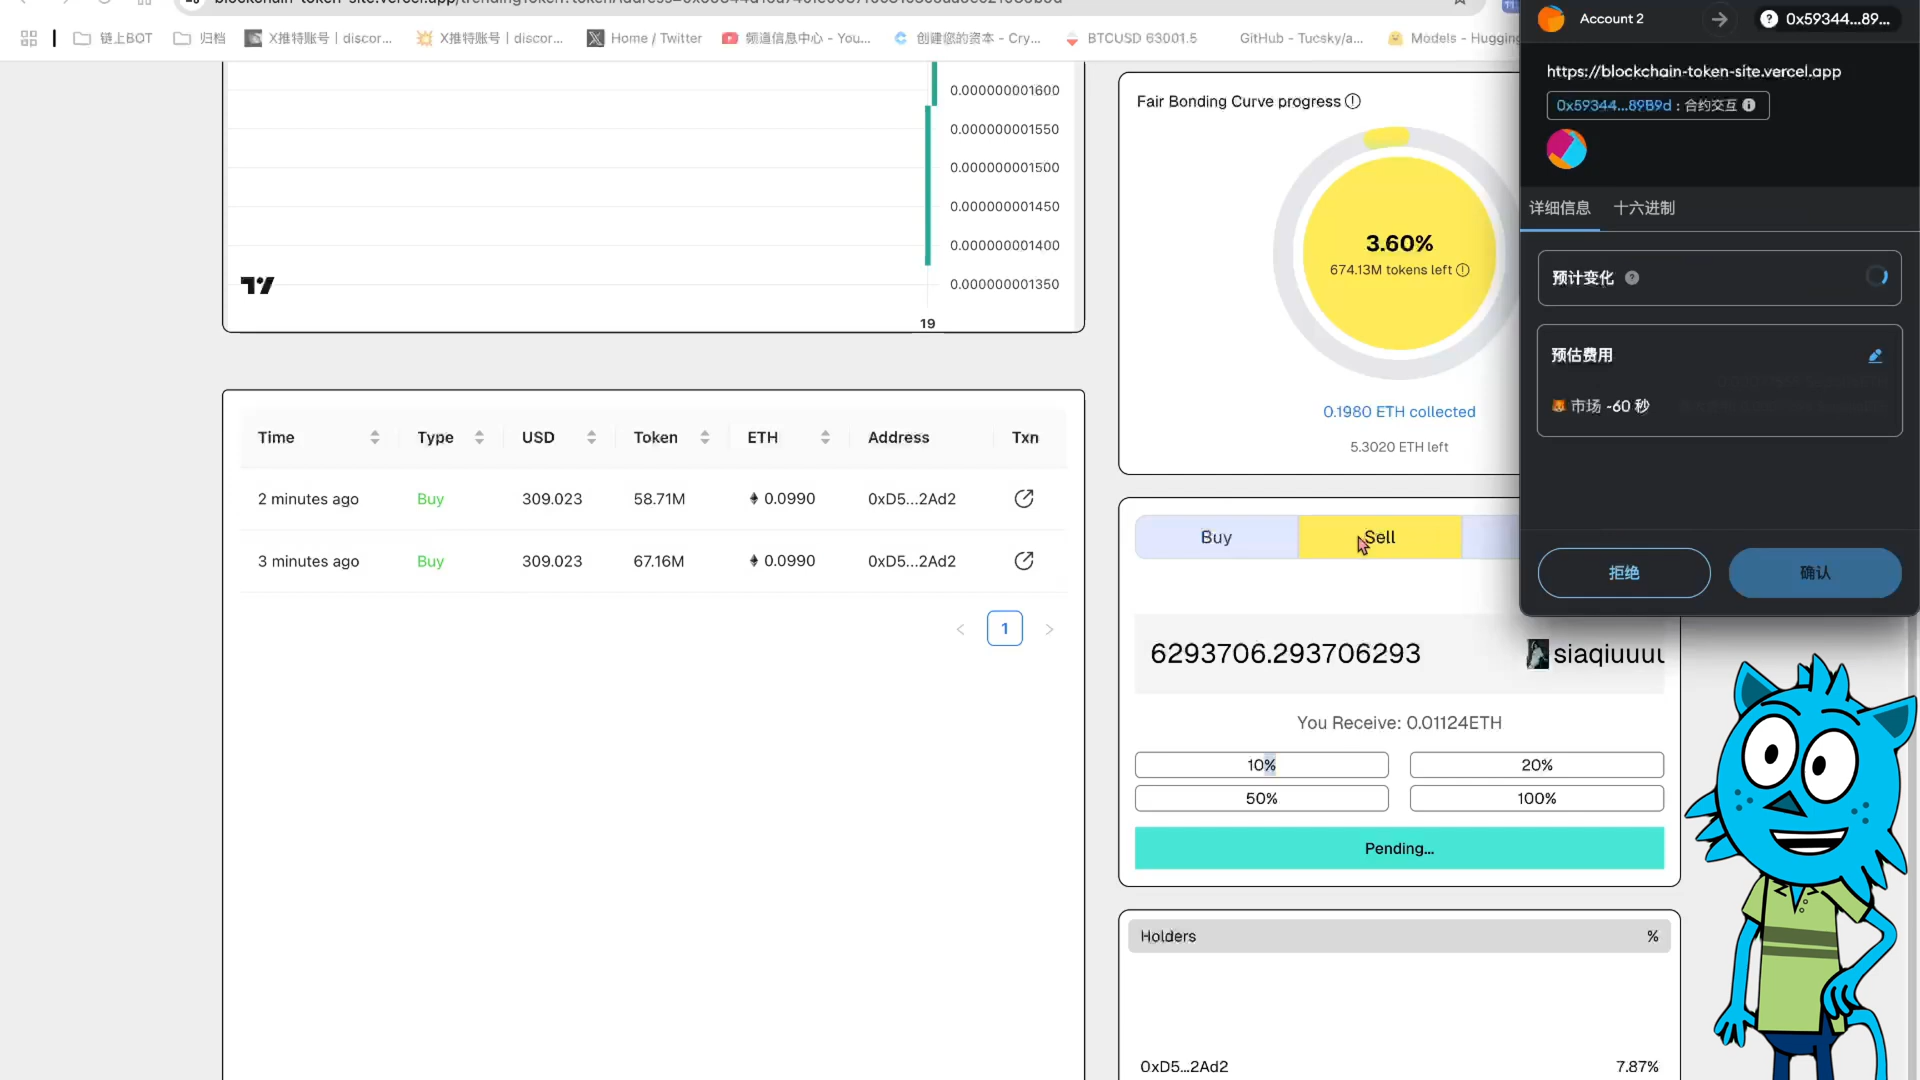 链上BOT
归档
X推特账号 | discor...
X推特账号 | discor...
Home / Twitter
频道信息中心 - You...
创建您的资本 - Cry...
BTCUSD 63001.5
GitHub - Tucsky/a...
Models - Hugging
0.000000001600
0.000000001550
0.000000001500
0.000000001450
0.000000001400
0.000000001350
19
Time
Type
USD
Token
ETH
Address
Txn
2 minutes ago
Buy
309.023
58.71M
0.0990
0xD5...2Ad2
3 minutes ago
Buy
309.023
67.16M
0.0990
0xD5...2Ad2
1
Fair Bonding Curve progress
3.60%
674.13M tokens left
0.1980 ETH collected
5.3020 ETH left
Buy
Sell
6293706.293706293
siaqiuuuu
You Receive: 0.01124ETH
10%
20%
50%
100%
Pending...
Holders
%
0xD5...2Ad2
7.87%
Account 2
0x59344...89...
https://blockchain-token-site.vercel.app
0x59344...89B9d : 合约交互
详细信息
十六进制
预计变化
预估费用
市场 ~60 秒
拒绝
确认